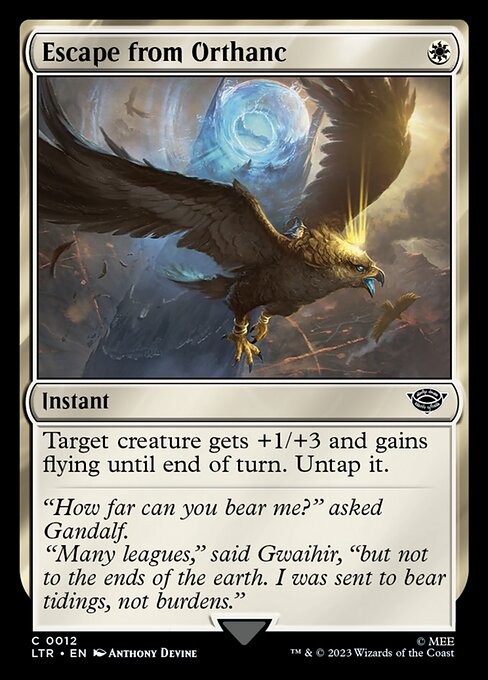 Escape from Orthanc
Instant
Target creature gets +1/+3 and gains
flying until end of turn. Untap it.
“How far can you bear me?” asked
Gandalf.
“Many leagues,” said Gwaihir, “but not
to the ends of the earth. I was sent to bear
tidings, not burdens.”
C 0012
LTR • EN Anthony Devine
© MEE
™ & © 2023 Wizards of the Coast